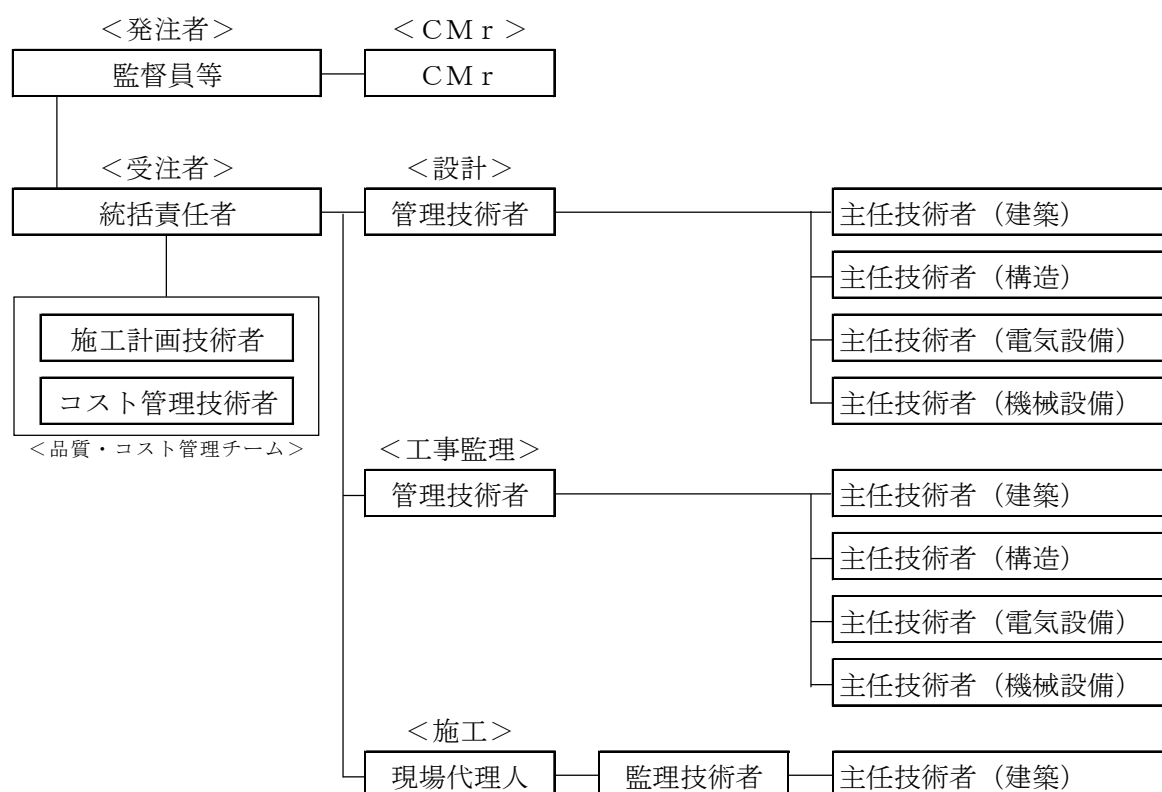 ＜発注者＞
＜ＣＭｒ＞
監督員等
ＣＭｒ
＜受注者＞
＜設計＞
統括責任者
管理技術者
主任技術者（建築）
主任技術者（構造）
主任技術者（電気設備）
主任技術者（機械設備）
施工計画技術者
コスト管理技術者
＜品質・コスト管理チーム＞
＜工事監理＞
管理技術者
主任技術者（建築）
主任技術者（構造）
主任技術者（電気設備）
主任技術者（機械設備）
＜施工＞
現場代理人
監理技術者
主任技術者（建築）